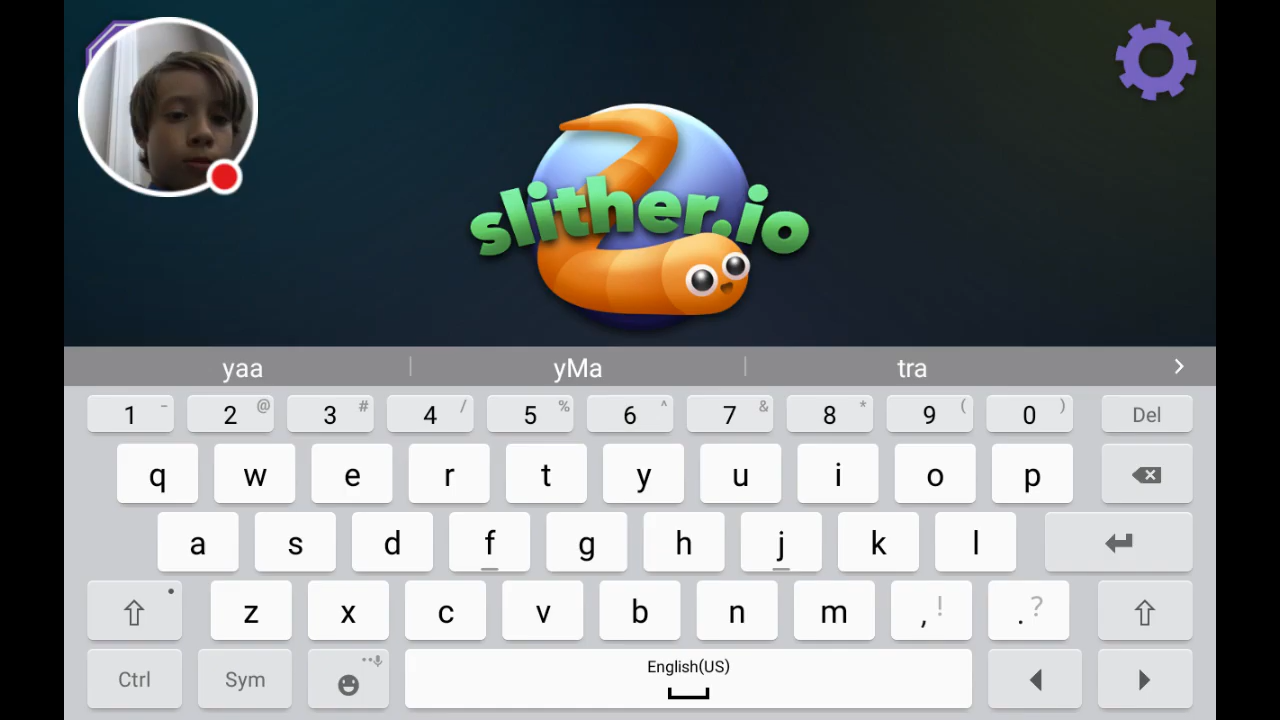 slither.io
yaa yMa tra >
1 - 2 @ 3 # 4 / 5 % 6 ^ 7 & 8 * 9 ( 0 ) Del
q w e r t y u i o p
a s d f g h j k l
z x c v b n m , ! . ?
Ctrl Sym English(US)